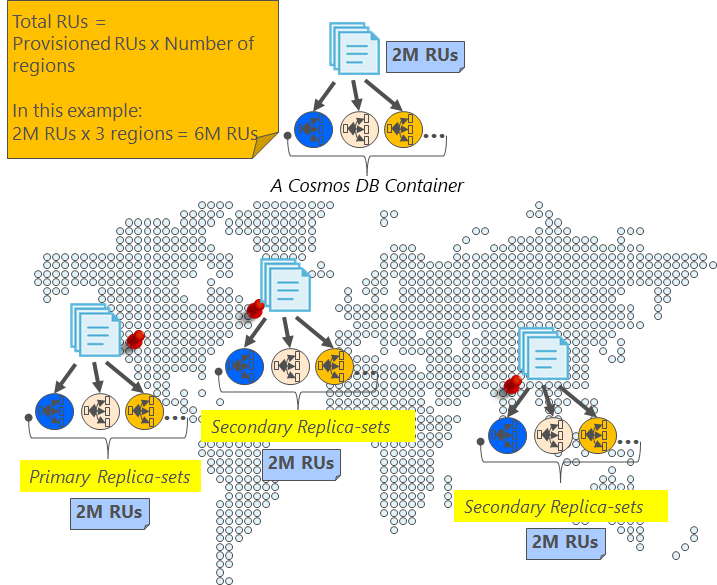 Total RUs =
Provisioned RUs x Number of
regions
In this example:
2M RUs x 3 regions = 6M RUs
2M RUs
A Cosmos DB Container
Secondary Replica-sets
2M RUs
Primary Replica-sets
2M RUs
Secondary Replica-sets
2M RUs